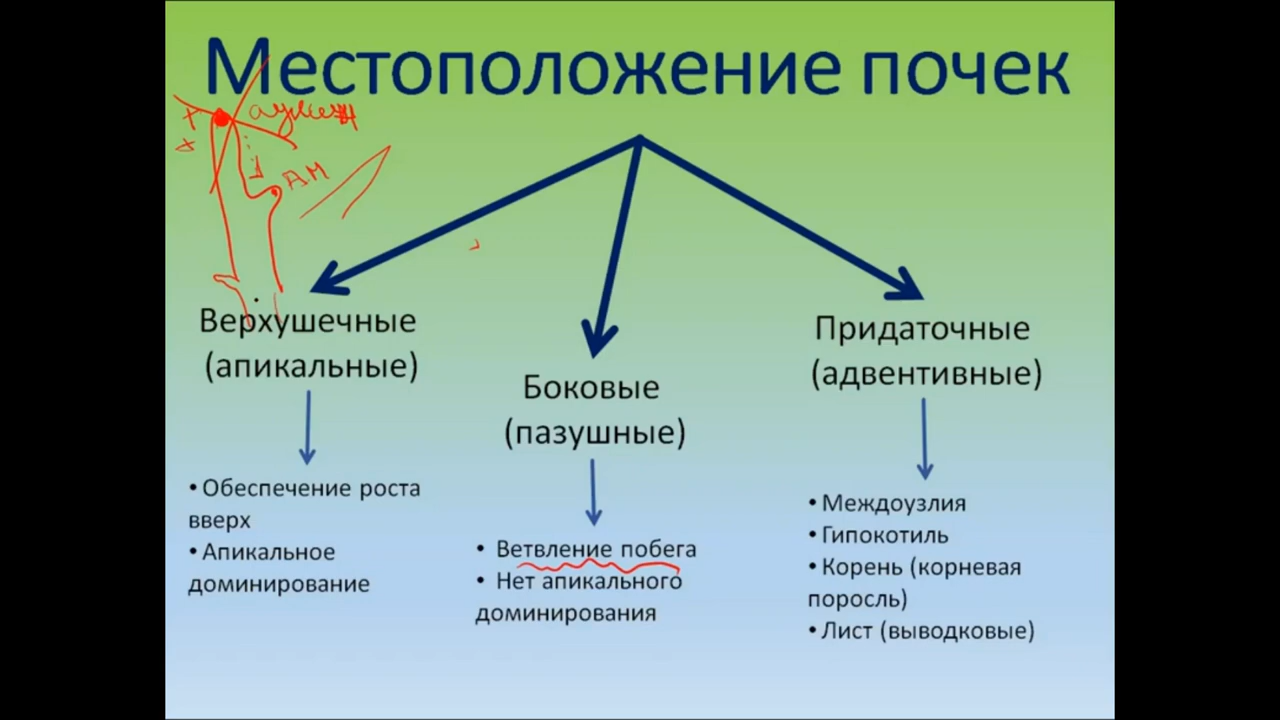 Местоположение почек
АМ
Верхушечные
(апикальные)
• Обеспечение роста
вверх
• Апикальное
доминирование
Боковые
(пазушные)
• Ветвление побега
• Нет апикального
доминирования
Придаточные
(адвентивные)
• Междоузлия
• Гипокотиль
• Корень (корневая
поросль)
• Лист (выводковые)